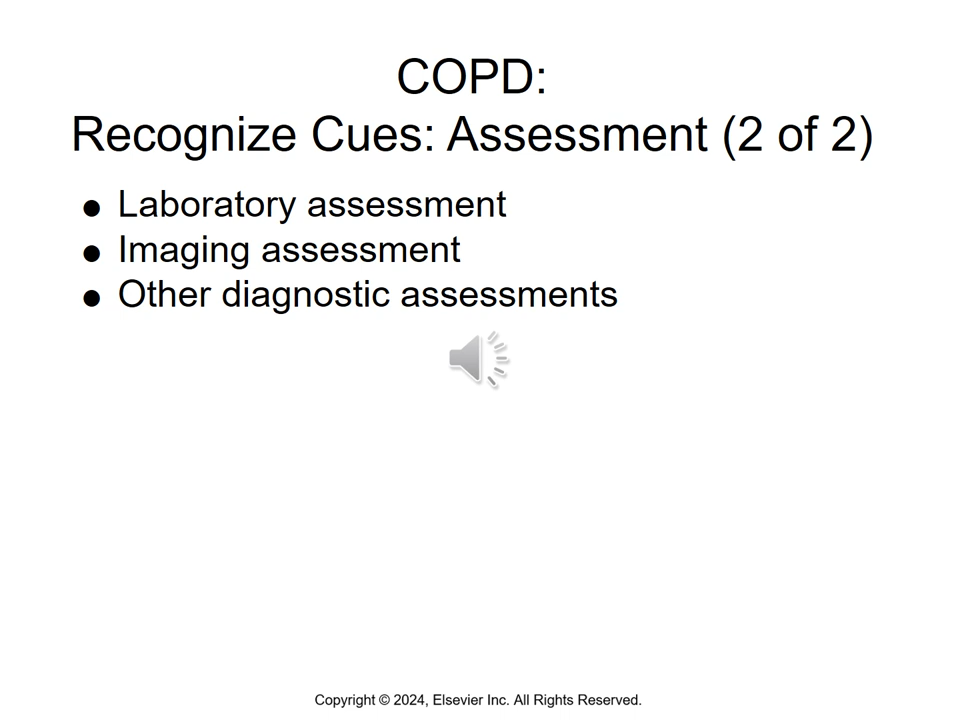 COPD:
Recognize Cues: Assessment (2 of 2)
● Laboratory assessment
● Imaging assessment
● Other diagnostic assessments
Copyright © 2024, Elsevier Inc. All Rights Reserved.